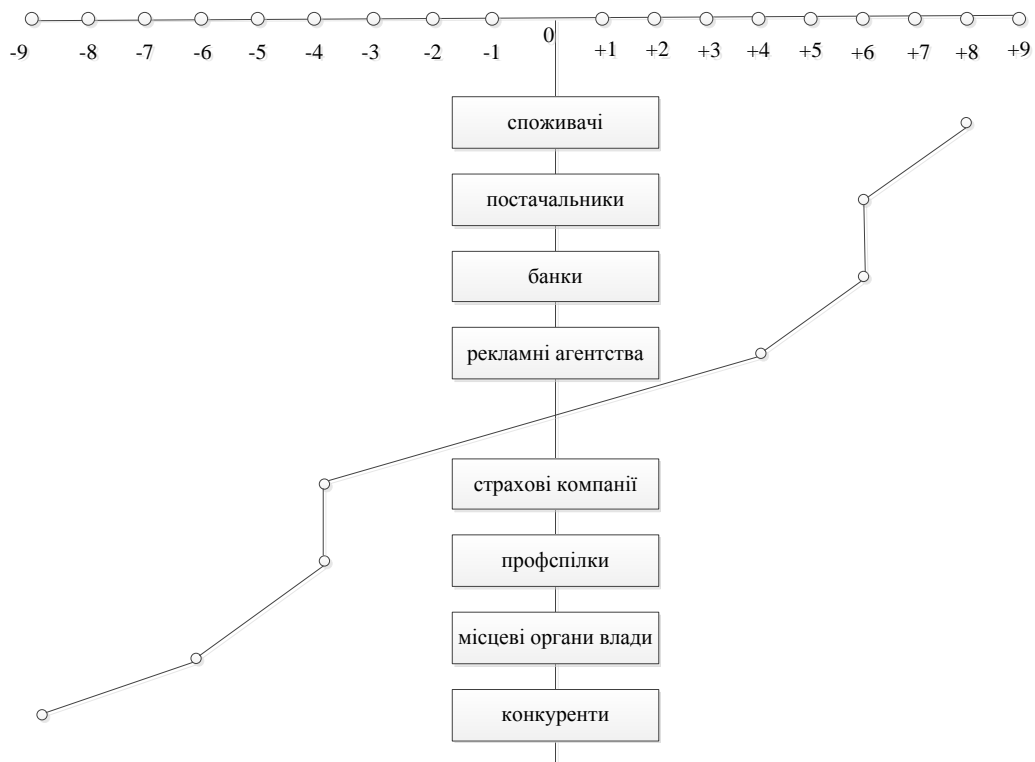 -9 -8 -7 -6 -5 -4 -3 -2 -1 0 +1 +2 +3 +4 +5 +6 +7 +8 +9
споживачі
постачальники
банки
рекламні агентства
страхові компанії
профспілки
місцеві органи влади
конкуренти